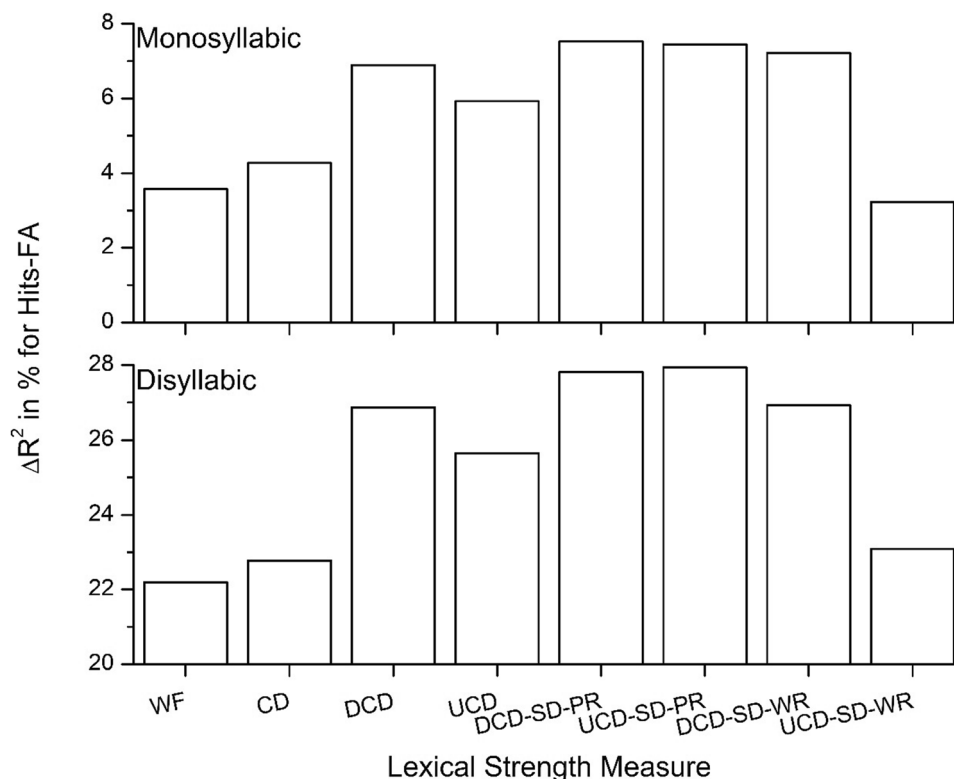 Monosyllabic
8
6
4
2
0
Disyllabic
28
26
24
22
20
ΔR² in % for Hits-FA
WF
CD
DCD
UCD
DCD-SD-PR
UCD-SD-PR
DCD-SD-WR
UCD-SD-WR
Lexical Strength Measure